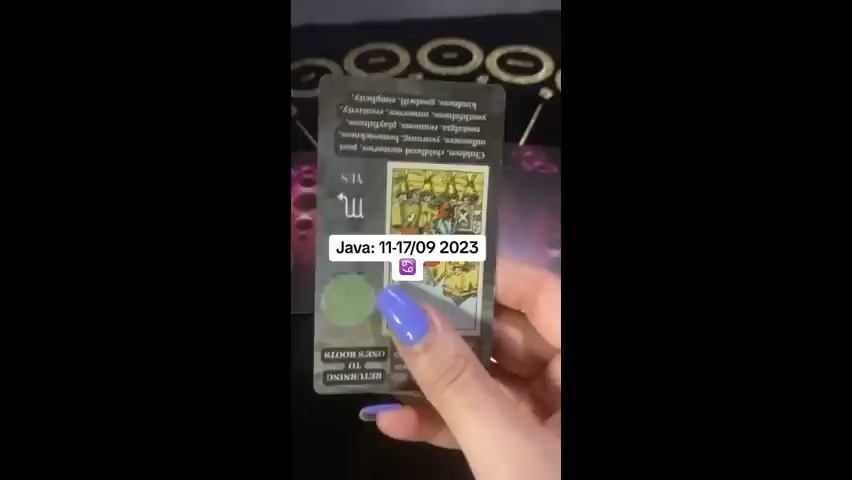 Java: 11-17/09 2023
♋
RETURNING
TO
ONE'S ROOTS
♏
YES
Children, childhood memories, past
influences, yearning, homesickness,
nostalgia, reunions, playfulness,
youthfulness, innocence, creativity,
kindness, goodwill, simplicity,